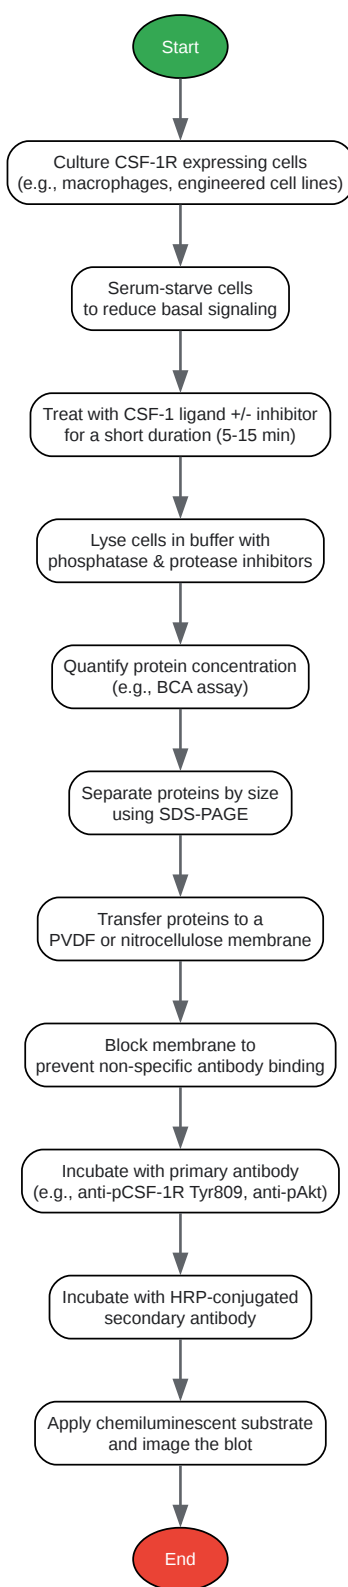 Start
Culture CSF-1R expressing cells
(e.g., macrophages, engineered cell lines)
Serum-starve cells
to reduce basal signaling
Treat with CSF-1 ligand +/- inhibitor
for a short duration (5-15 min)
Lyse cells in buffer with
phosphatase & protease inhibitors
Quantify protein concentration
(e.g., BCA assay)
Separate proteins by size
using SDS-PAGE
Transfer proteins to a
PVDF or nitrocellulose membrane
Block membrane to
prevent non-specific antibody binding
Incubate with primary antibody
(e.g., anti-pCSF-1R Tyr809, anti-pAkt)
Incubate with HRP-conjugated
secondary antibody
Apply chemiluminescent substrate
and image the blot
End